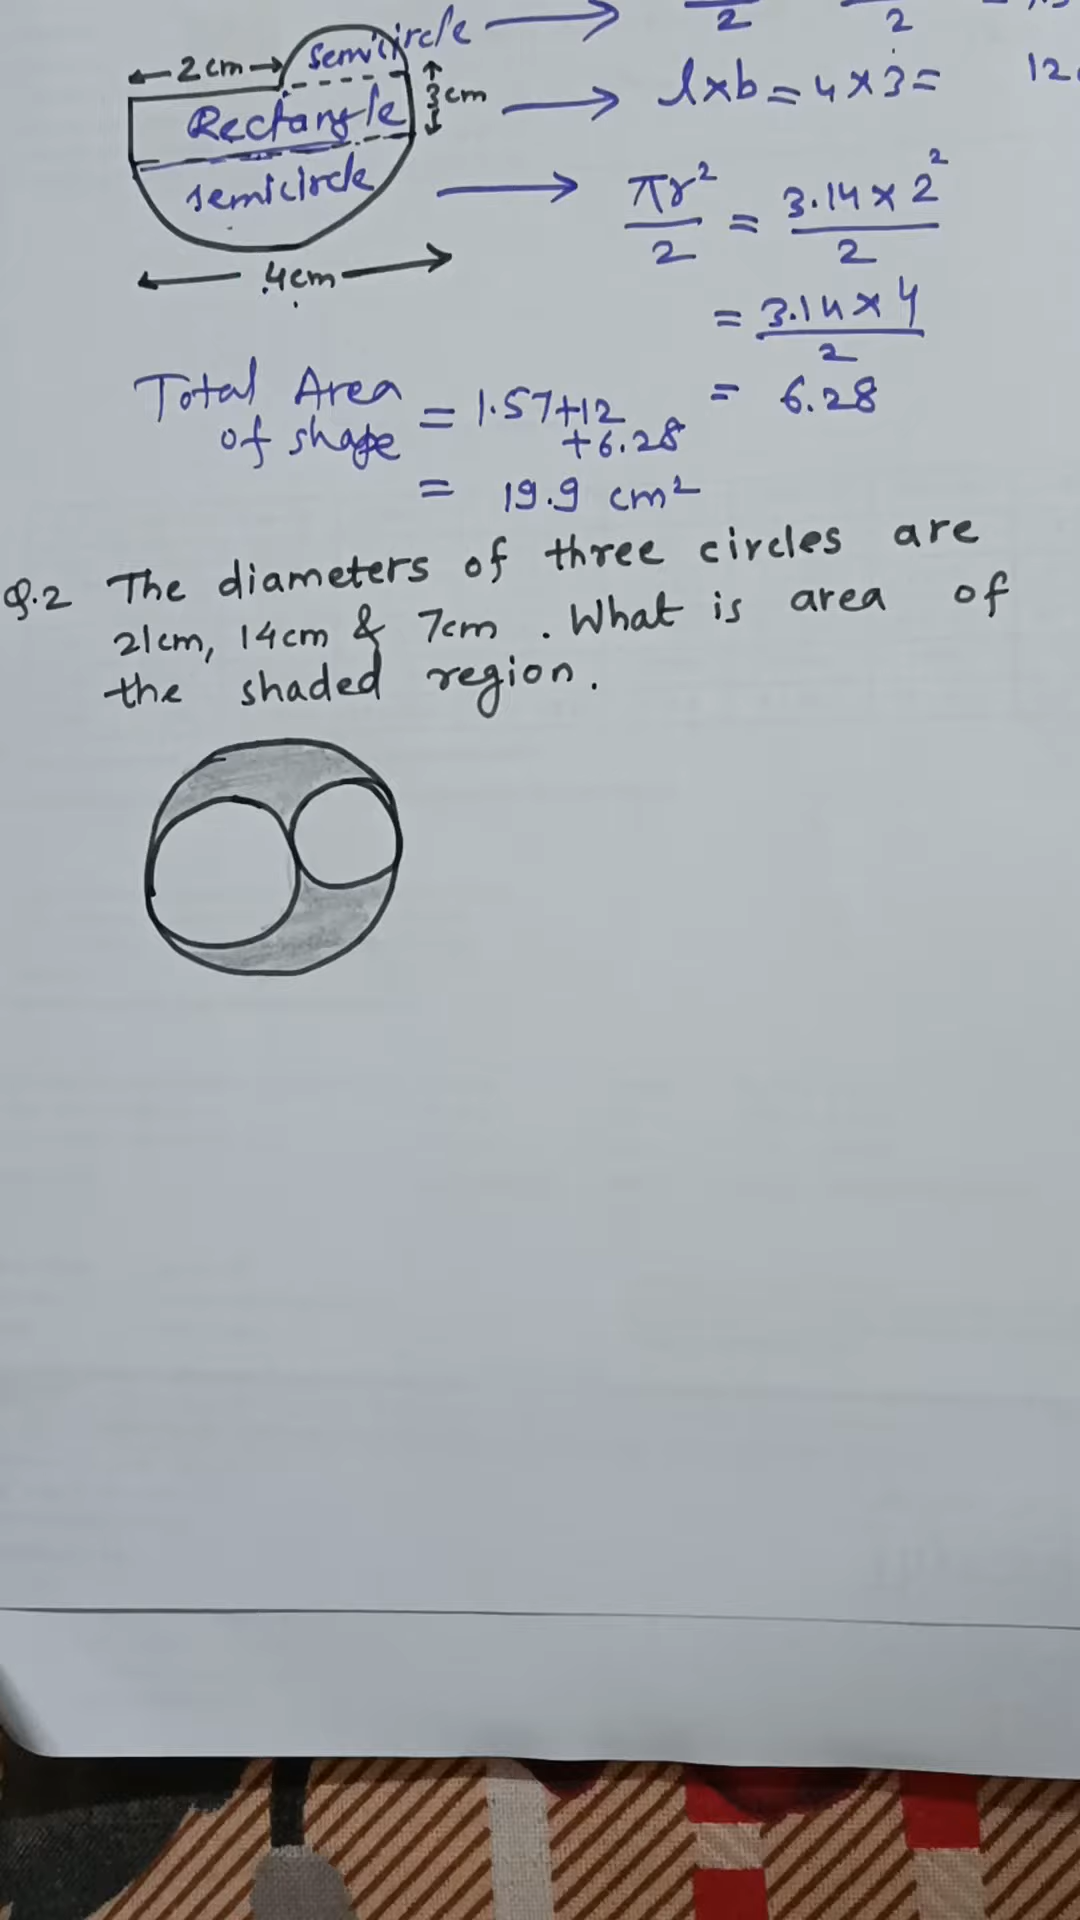 semicircle
2 2
2cm
Rectangle 3cm l×b = 4×3 = 12
semicircle πr²/2 = 3.14 × 2²/2
4cm = 3.14 × 4/2
= 6.28
Total Area of shape = 1.57+12+6.28
= 19.9 cm²
Q.2 The diameters of three circles are
21cm, 14cm & 7cm. What is area of
the shaded region.